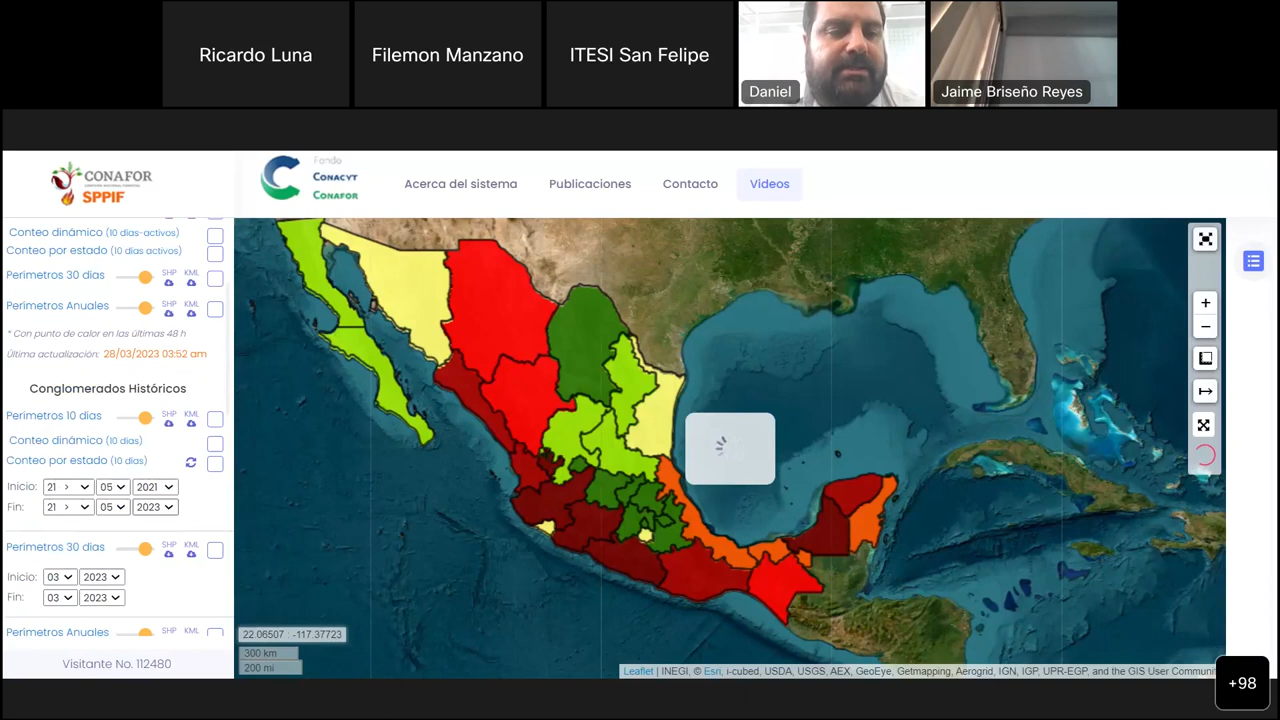 Ricardo Luna
Filemon Manzano
ITESI San Felipe
Daniel
Jaime Briseño Reyes
CONAFOR
SPPIF
Fondo
CONACYT
CONAFOR
Acerca del sistema
Publicaciones
Contacto
Videos
Conteo dinámico (10 días-activos)
Conteo por estado (10 días activos)
Perimetros 30 días SHP KML
Perimetros Anuales SHP KML
* Con punto de calor en las últimas 48 h
Última actualización: 28/03/2023 03:52 am
Conglomerados Históricos
Perimetros 10 días SHP KML
Conteo dinámico (10 días)
Conteo por estado (10 días)
Inicio: 21 > 05 2021
Fin: 21 > 05 2023
Perimetros 30 días SHP KML
Inicio: 03 2023
Fin: 03 2023
Perimetros Anuales SHP KML
Visitante No. 112480
+
−
22.06507 : -117.37723
300 km
200 mi
Leaflet | INEGI, © Esri, i-cubed, USDA, USGS, AEX, GeoEye, Getmapping, Aerogrid, IGN, IGP, UPR-EGP, and the GIS User Communi
+98